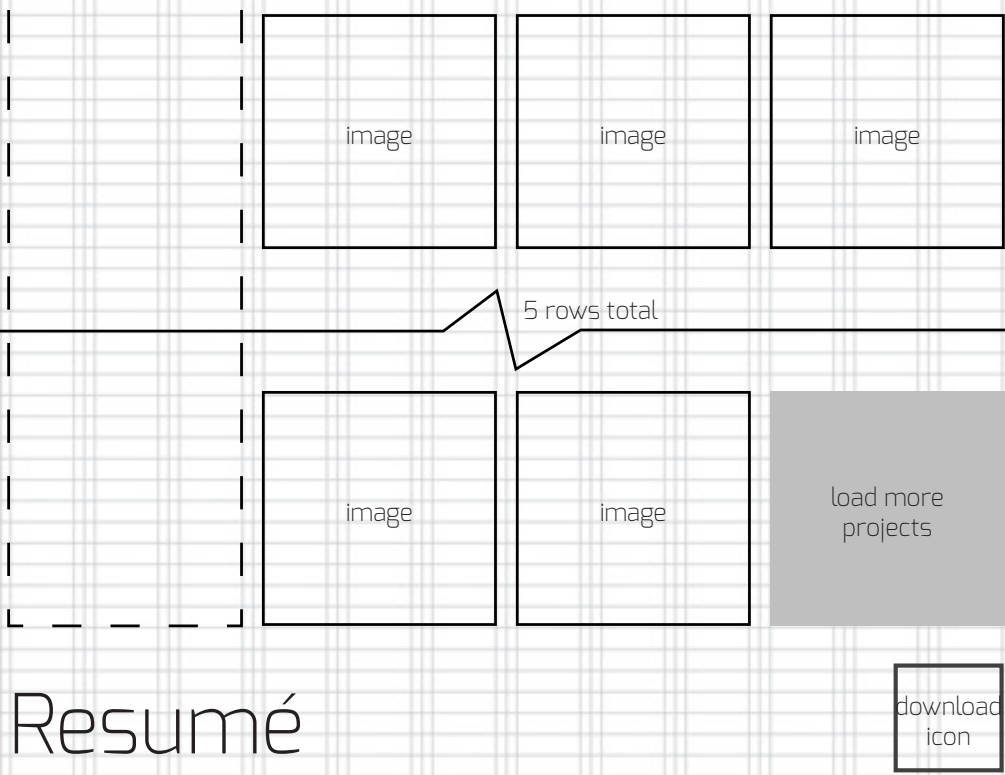 image
image
image
5 rows total
image
image
load more
projects
Resumé
download
icon